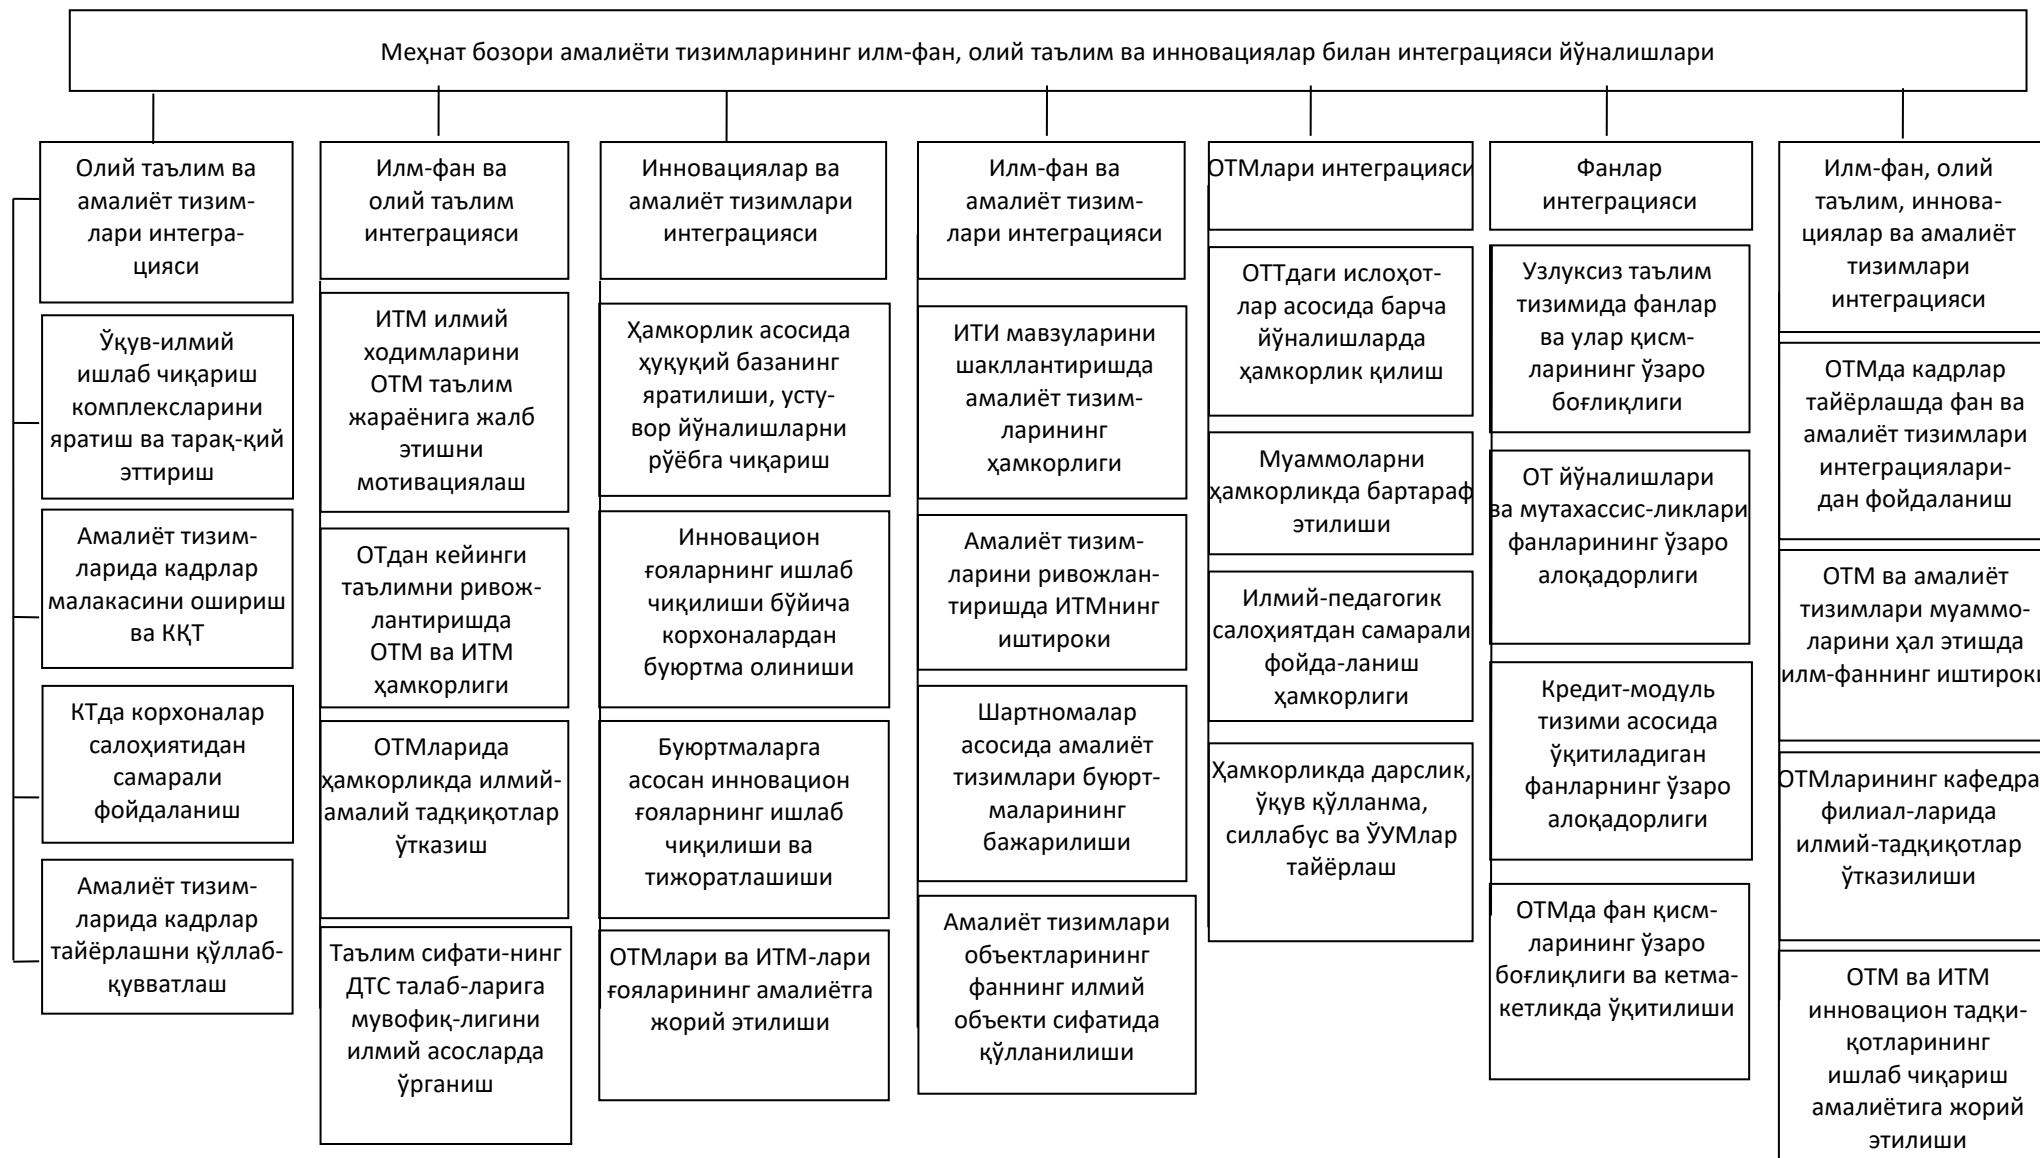 Меҳнат бозори амалиёти тизимларининг илм-фан, олий таълим ва инновациялар билан интеграцияси йўналишлари
Олий таълим ва
амалиёт тизим-
лари интегра-
цияси
Ўқув-илмий
ишлаб чиқариш
комплексларини
яратиш ва тарақ-қий
эттириш
Амалиёт тизим-
ларида кадрлар
малакасини ошириш
ва КҚТ
КТда корхоналар
салоҳиятидан
самарали
фойдаланиш
Амалиёт тизим-
ларида кадрлар
тайёрлашни қўллаб-
қувватлаш
Илм-фан ва
олий таълим
интеграцияси
ИТМ илмий
ходимларини
ОТМ таълим
жараёнига жалб
этишни
мотивациялаш
ОТдан кейинги
таълимни ривож-
лантиришда
ОТМ ва ИТМ
ҳамкорлиги
ОТМларида
ҳамкорликда илмий-
амалий тадқиқотлар
ўтказиш
Таълим сифати-нинг
ДТС талаб-ларига
мувофиқ-лигини
илмий асосларда
ўрганиш
Инновациялар ва
амалиёт тизимлари
интеграцияси
Ҳамкорлик асосида
ҳуқуқий базанинг
яратилиши, усту-
вор йўналишларни
рўёбга чиқариш
Инновацион
ғояларнинг ишлаб
чиқилиши бўйича
корхоналардан
буюртма олиниши
Буюртмаларга
асосан инновацион
ғояларнинг ишлаб
чиқилиши ва
тижоратлашиши
ОТМлари ва ИТМ-лари
ғояларининг амалиётга
жорий этилиши
Илм-фан ва
амалиёт тизим-
лари интеграцияси
ИТИ мавзуларини
шакллантиришда
амалиёт тизим-
ларининг
ҳамкорлиги
Амалиёт тизим-
ларини ривожлан-
тиришда ИТМнинг
иштироки
Шартномалар
асосида амалиёт
тизимлари буюрт-
маларининг
бажарилиши
Амалиёт тизимлари
объектларининг
фаннинг илмий
объекти сифатида
қўлланилиши
ОТМлари интеграцияси
ОТТдаги ислоҳот-
лар асосида барча
йўналишларда
ҳамкорлик қилиш
Муаммоларни
ҳамкорликда бартараф
этилиши
Илмий-педагогик
салоҳиятдан самарали
фойда-ланиш
ҳамкорлиги
Ҳамкорликда дарслик,
ўқув қўлланма,
силлабус ва ЎУМлар
тайёрлаш
Фанлар
интеграцияси
Узлуксиз таълим
тизимида фанлар
ва улар қисм-
ларининг ўзаро
боғлиқлиги
ОТ йўналишлари
ва мутахассис-ликлари
фанларининг ўзаро
алоқадорлиги
Кредит-модуль
тизими асосида
ўқитиладиган
фанларнинг ўзаро
алоқадорлиги
ОТМда фан қисм-
ларининг ўзаро
боғлиқлиги ва кетма-
кетликда ўқитилиши
Илм-фан, олий
таълим, иннова-
циялар ва амалиёт
тизимлари
интеграцияси
ОТМда кадрлар
тайёрлашда фан ва
амалиёт тизимлари
интеграциялари-
дан фойдаланиш
ОТМ ва амалиёт
тизимлари муаммо-
ларини ҳал этишда
илм-фаннинг иштироки
ОТМларининг кафедра
филиал-ларида
илмий-тадқиқотлар
ўтказилиши
ОТМ ва ИТМ
инновацион тадқи-
қотларининг
ишлаб чиқариш
амалиётига жорий
этилиши